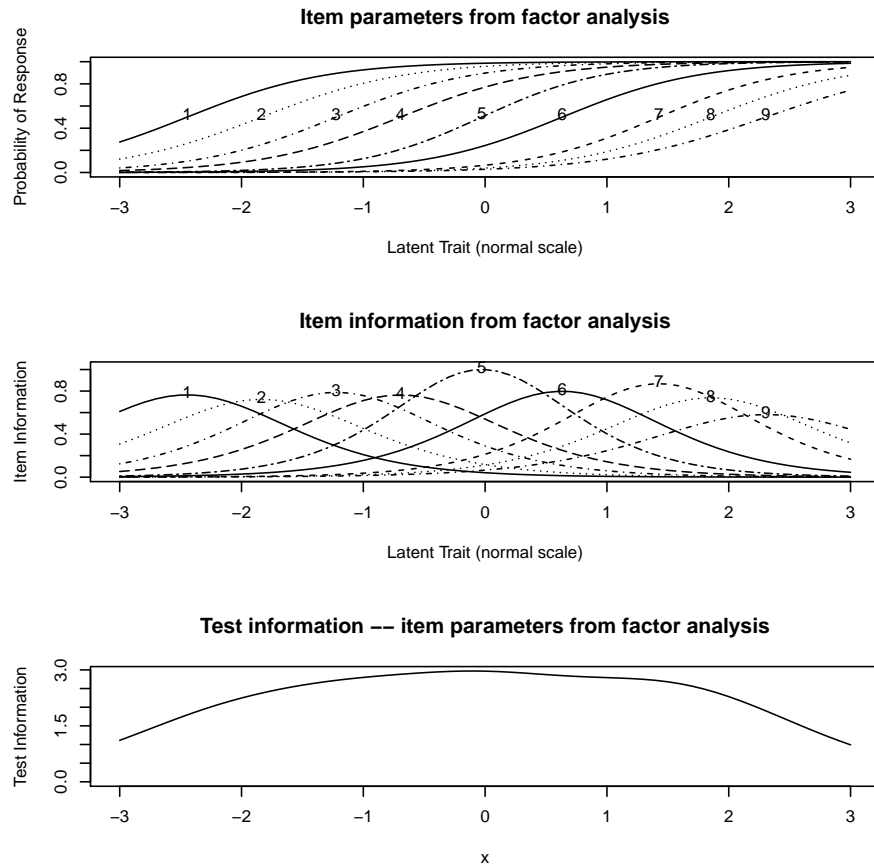 Item parameters from factor analysis
Probability of Response
0.0 0.4 0.8
1 2 3 4 5 6 7 8 9
−3 −2 −1 0 1 2 3
Latent Trait (normal scale)
Item information from factor analysis
Item Information
0.0 0.4 0.8
1 2 3 4 5 6 7 8 9
−3 −2 −1 0 1 2 3
Latent Trait (normal scale)
Test information −− item parameters from factor analysis
Test Information
0.0 1.5 3.0
−3 −2 −1 0 1 2 3
x